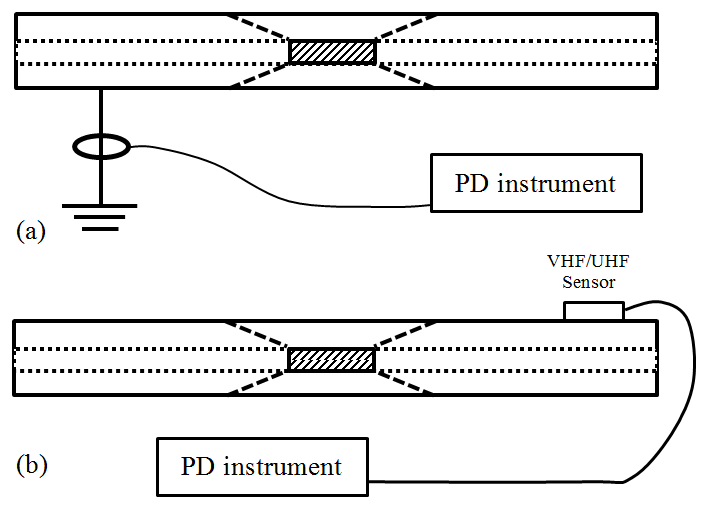 PD instrument
(a)
VHF/UHF
Sensor
(b)
PD instrument